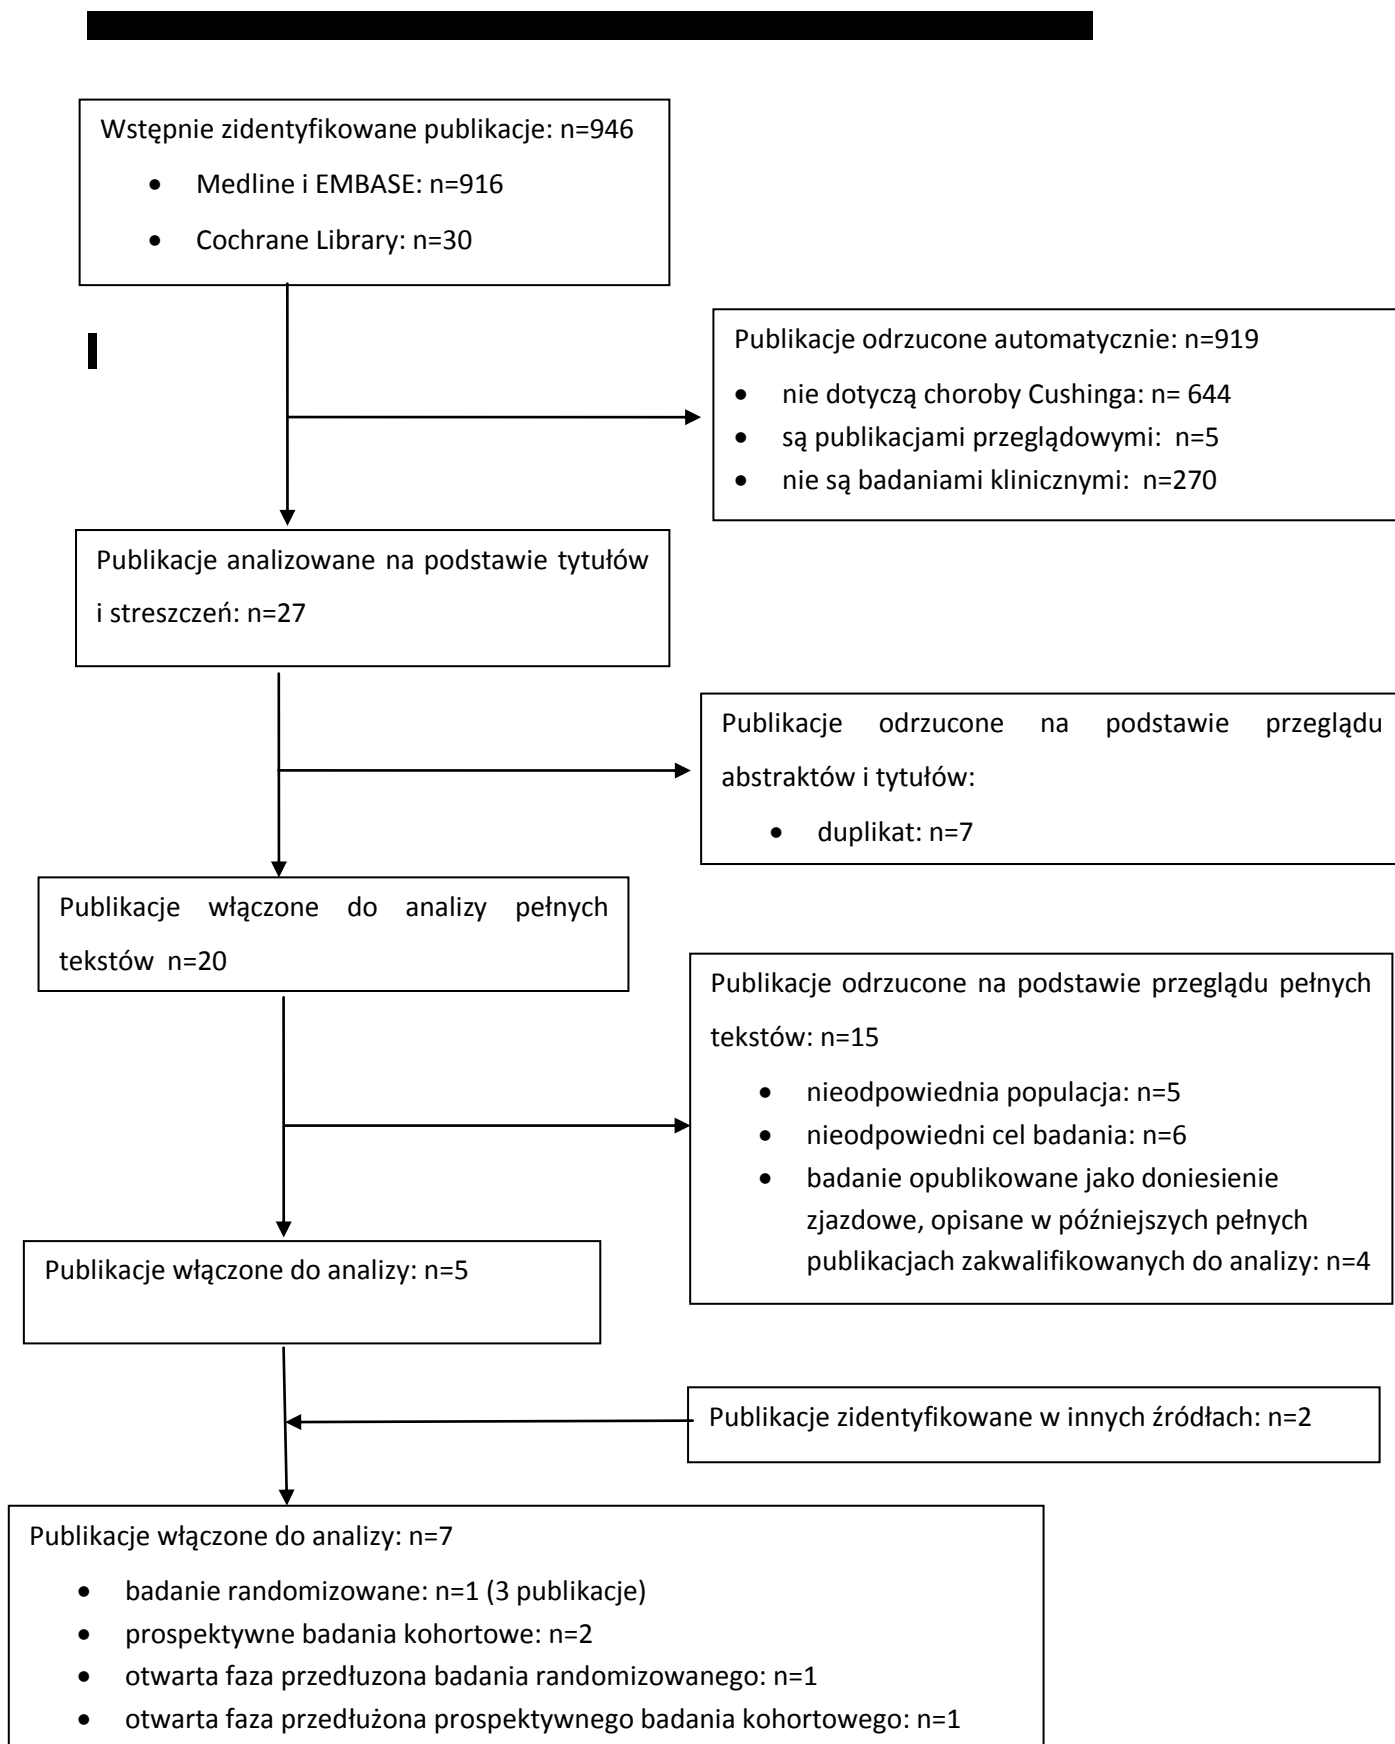 Wstępnie zidentyfikowane publikacje: n=946
• Medline i EMBASE: n=916
• Cochrane Library: n=30
Publikacje odrzucone automatycznie: n=919
• nie dotyczą choroby Cushinga: n= 644
• są publikacjami przeglądowymi: n=5
• nie są badaniami klinicznymi: n=270
Publikacje analizowane na podstawie tytułów
i streszczeń: n=27
Publikacje odrzucone na podstawie przeglądu
abstraktów i tytułów:
• duplikat: n=7
Publikacje włączone do analizy pełnych
tekstów n=20
Publikacje odrzucone na podstawie przeglądu pełnych
tekstów: n=15
• nieodpowiednia populacja: n=5
• nieodpowiedni cel badania: n=6
• badanie opublikowane jako doniesienie
zjazdowe, opisane w późniejszych pełnych
publikacjach zakwalifikowanych do analizy: n=4
Publikacje włączone do analizy: n=5
Publikacje zidentyfikowane w innych źródłach: n=2
Publikacje włączone do analizy: n=7
• badanie randomizowane: n=1 (3 publikacje)
• prospektywne badania kohortowe: n=2
• otwarta faza przedłuzona badania randomizowanego: n=1
• otwarta faza przedłużona prospektywnego badania kohortowego: n=1